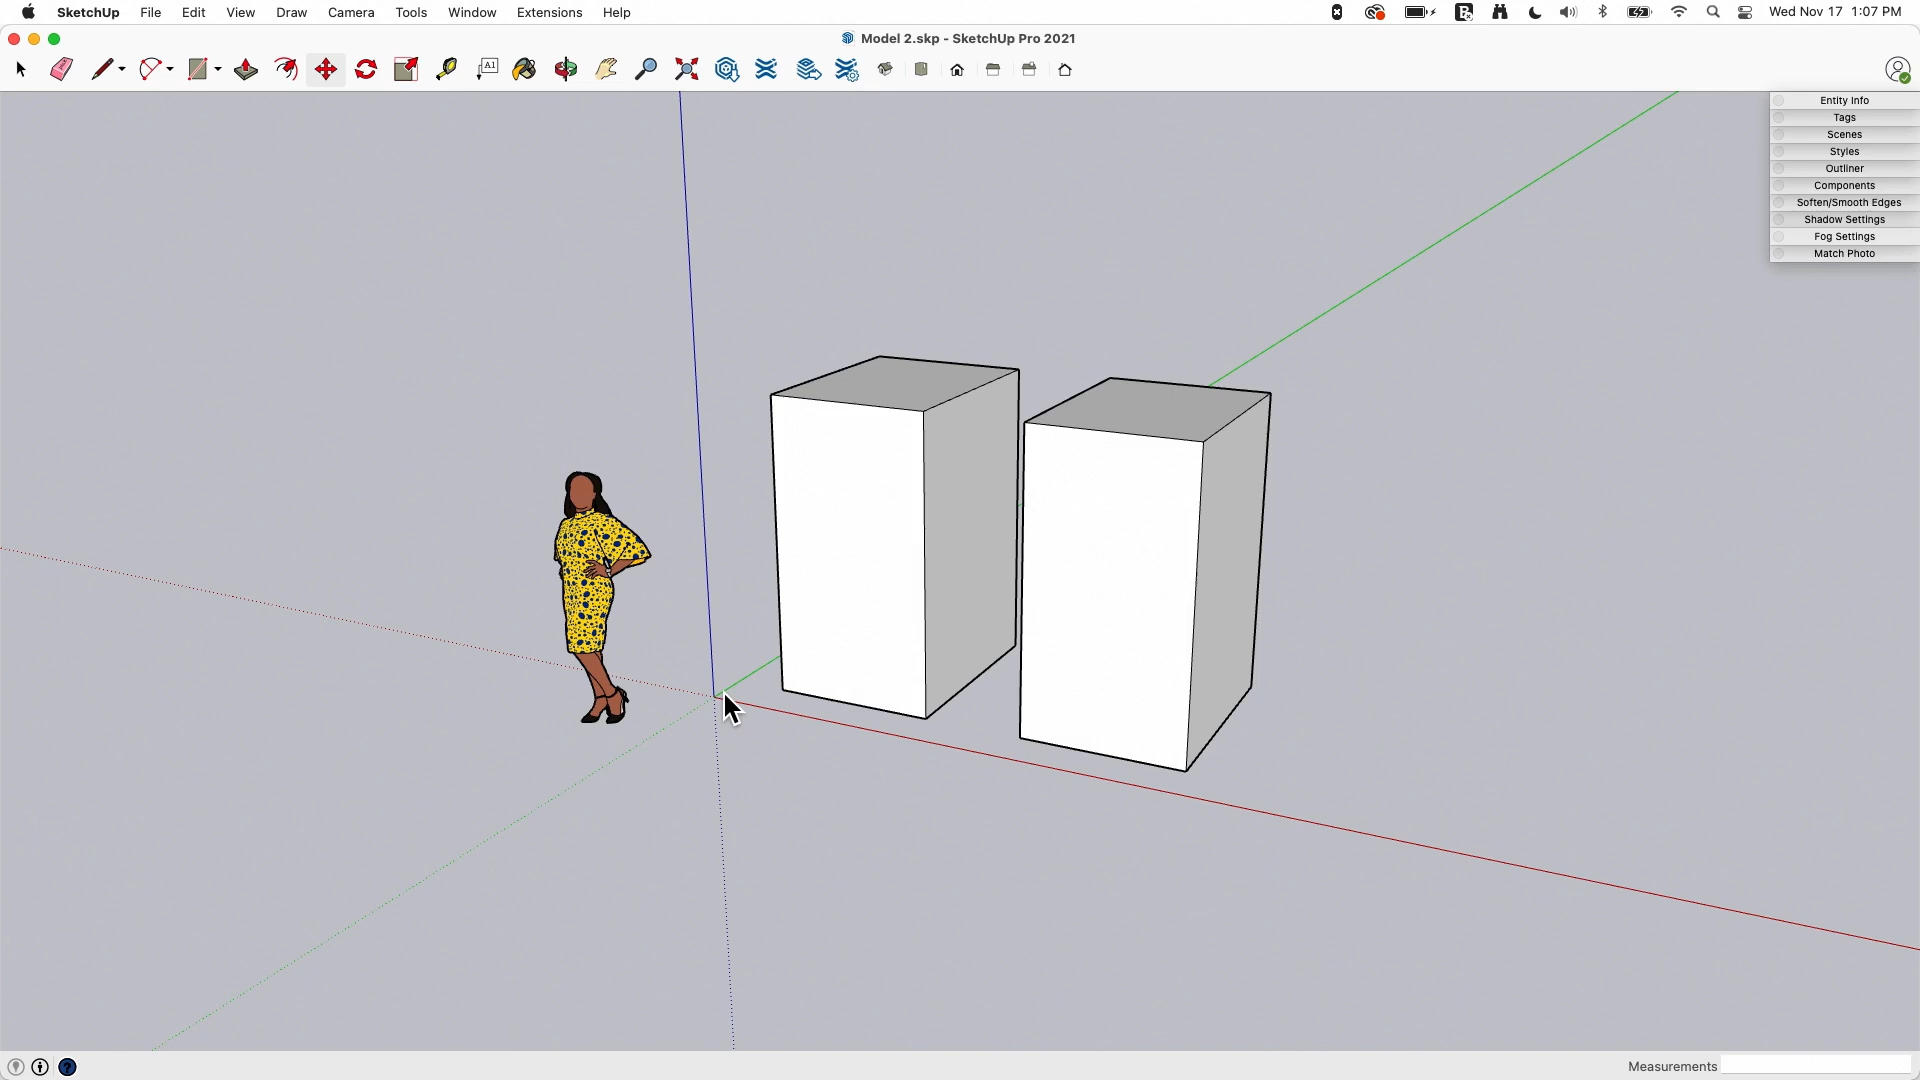 SketchUp File Edit View Draw Camera Tools Window Extensions Help Wed Nov 17 1:07 PM
Model 2.skp - SketchUp Pro 2021
A1
Entity Info
Tags
Scenes
Styles
Outliner
Components
Soften/Smooth Edges
Shadow Settings
Fog Settings
Match Photo
Measurements